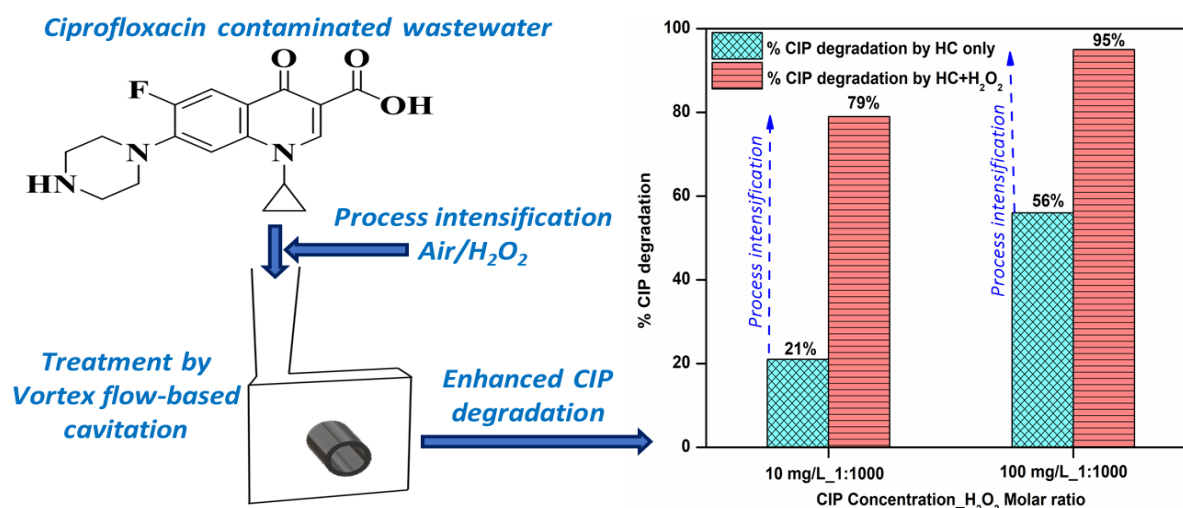 Ciprofloxacin contaminated wastewater
O
O
F
OH
N
N
HN
Process intensification
Air/H₂O₂
Treatment by
Vortex flow-based
cavitation
Enhanced CIP
degradation
% CIP degradation
100
80
60
40
20
0
% CIP degradation by HC only
% CIP degradation by HC+H₂O₂
Process intensification
21%
79%
Process intensification
56%
95%
10 mg/L_1:1000
100 mg/L_1:1000
CIP Concentration_H₂O₂ Molar ratio